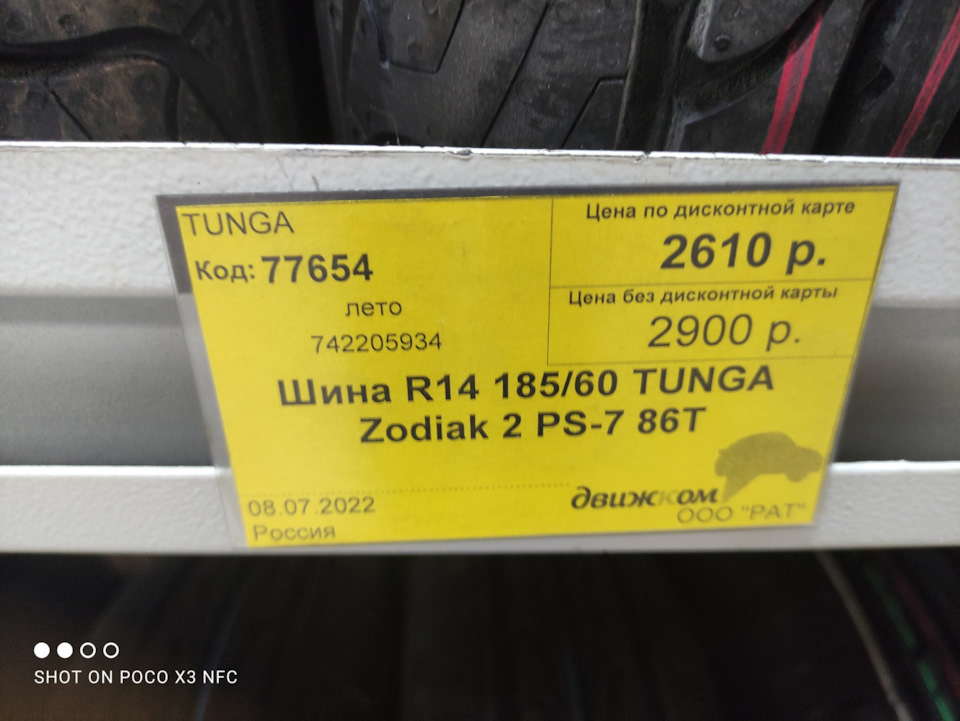 TUNGA
Код: 77654
лето
742205934
Цена по дисконтной карте
2610 р.
Цена без дисконтной карты
2900 р.
Шина R14 185/60 TUNGA
Zodiak 2 PS-7 86T
08.07.2022
Россия
движком
ООО "РАТ"
SHOT ON POCO X3 NFC